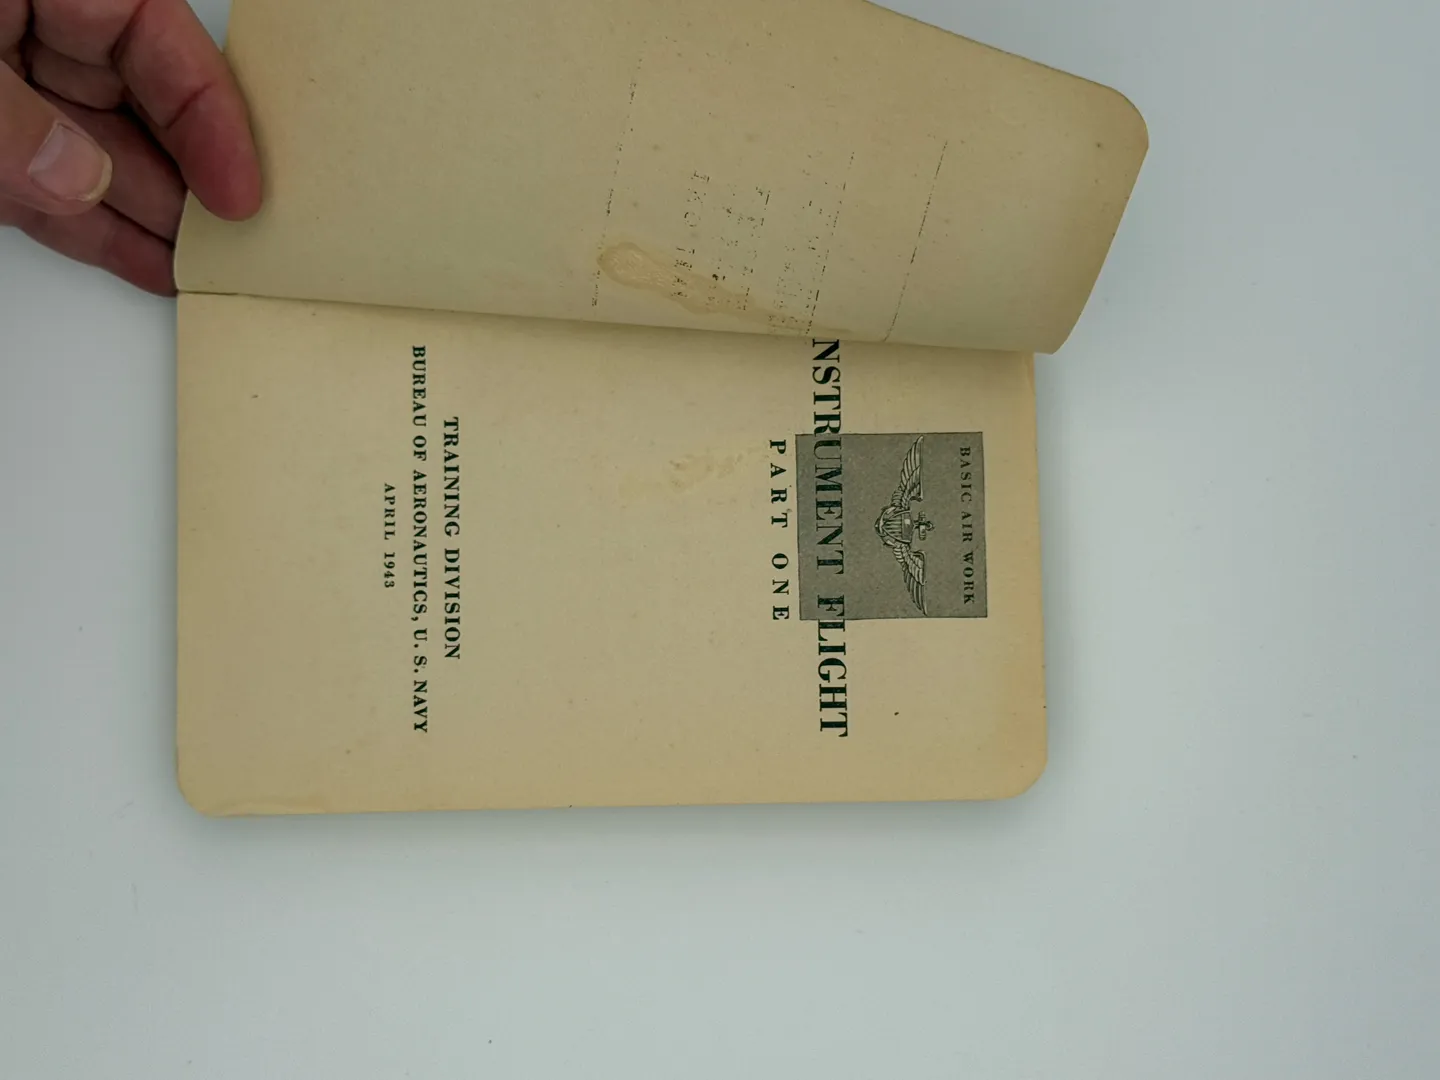 BASIC AIR WORK
NSTRUMENT FLIGHT
PART ONE
TRAINING DIVISION
BUREAU OF AERONAUTICS, U. S. NAVY
APRIL 1943